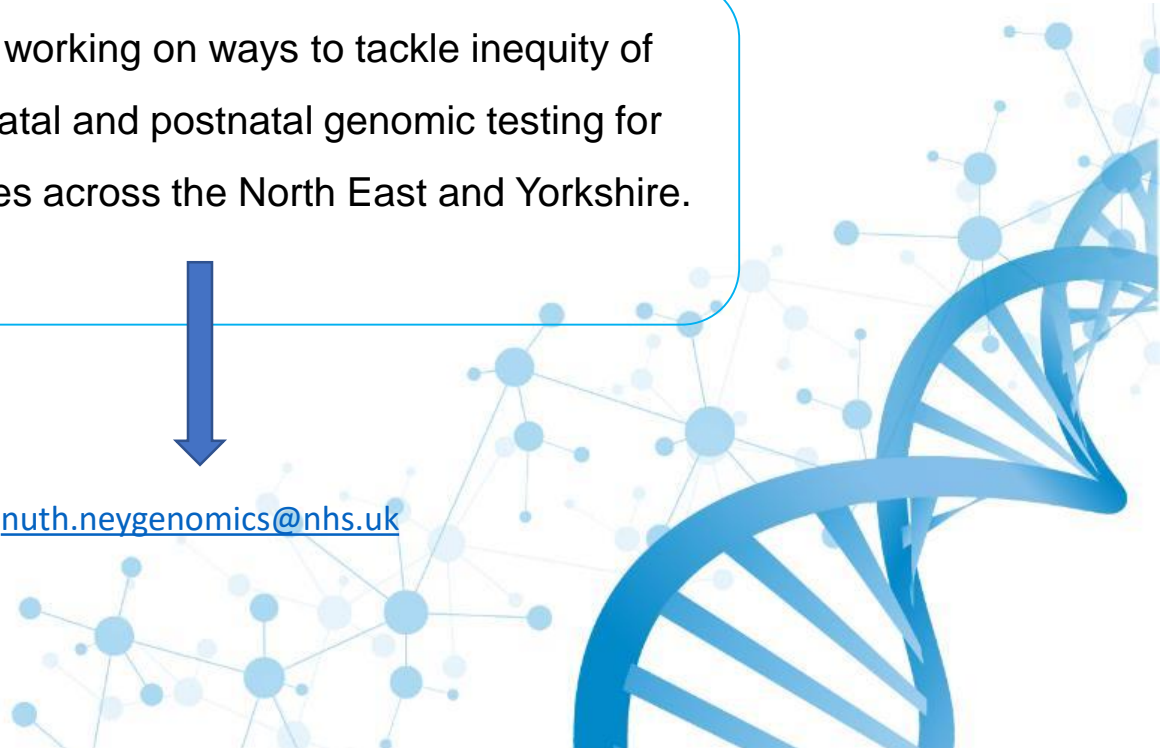 working on ways to tackle inequity of
atal and postnatal genomic testing for
es across the North East and Yorkshire.
nuth.neygenomics@nhs.uk